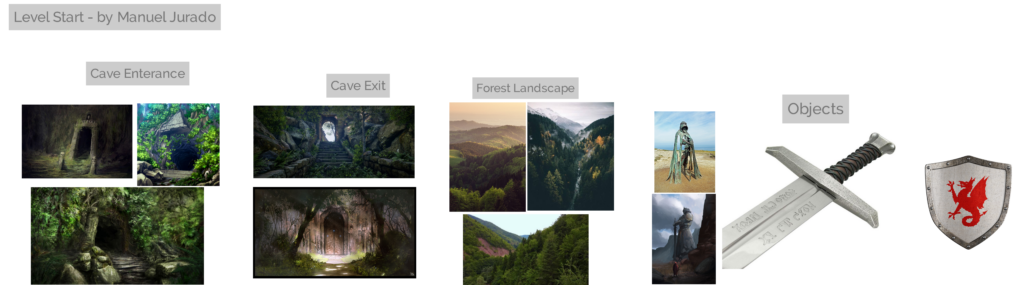 Level Start - by Manuel Jurado
Cave Enterance
Cave Exit
Forest Landscape
Objects